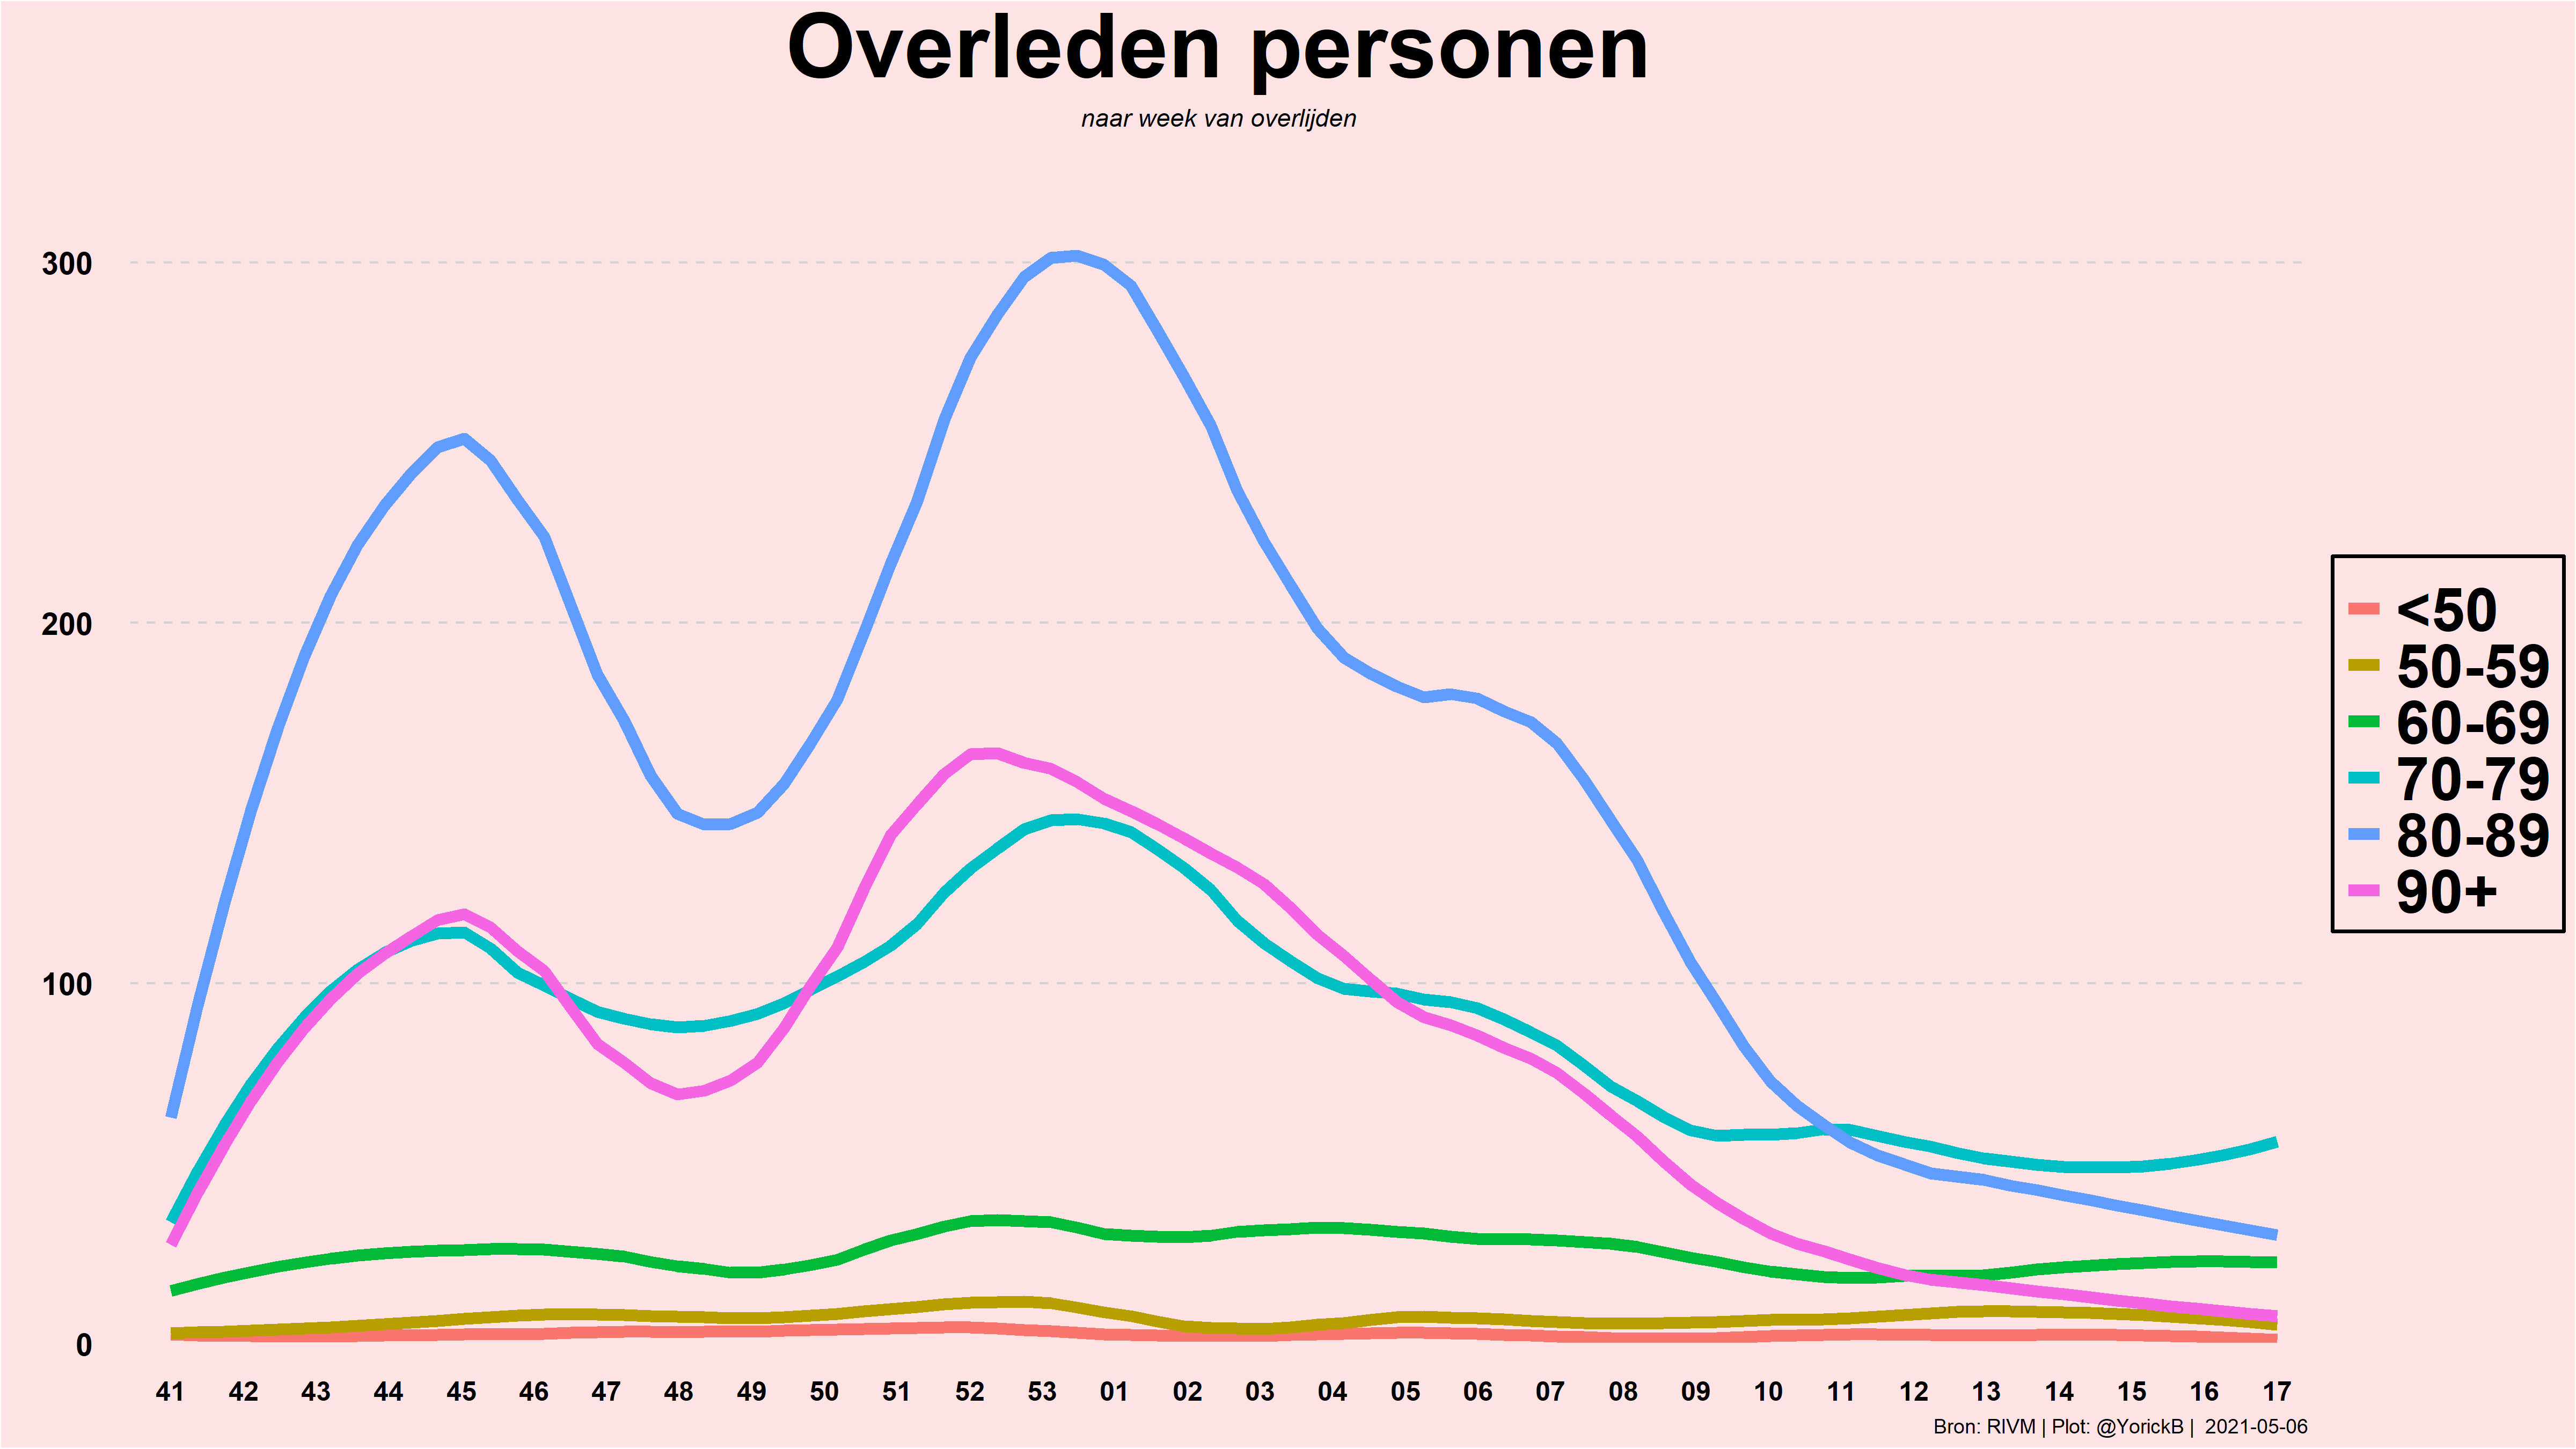 Overleden personen
naar week van overlijden
300
200
100
0
41 42 43 44 45 46 47 48 49 50 51 52 53 01 02 03 04 05 06 07 08 09 10 11 12 13 14 15 16 17
<50
50-59
60-69
70-79
80-89
90+
Bron: RIVM | Plot: @YorickB | 2021-05-06